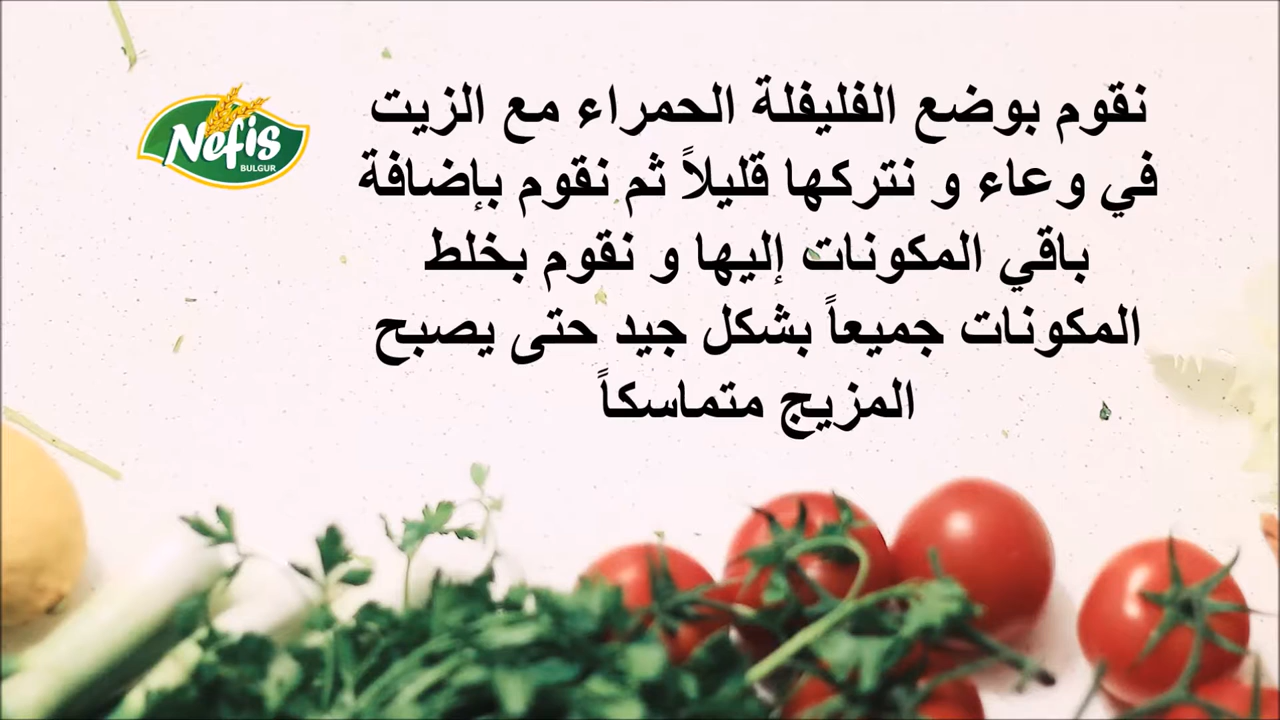 Nefis
BULGUR
نقوم بوضع الفليفلة الحمراء مع الزيت
في وعاء و نتركها قليلاً ثم نقوم بإضافة
باقي المكونات إليها و نقوم بخلط
المكونات جميعاً بشكل جيد حتى يصبح
المزيج متماسكاً